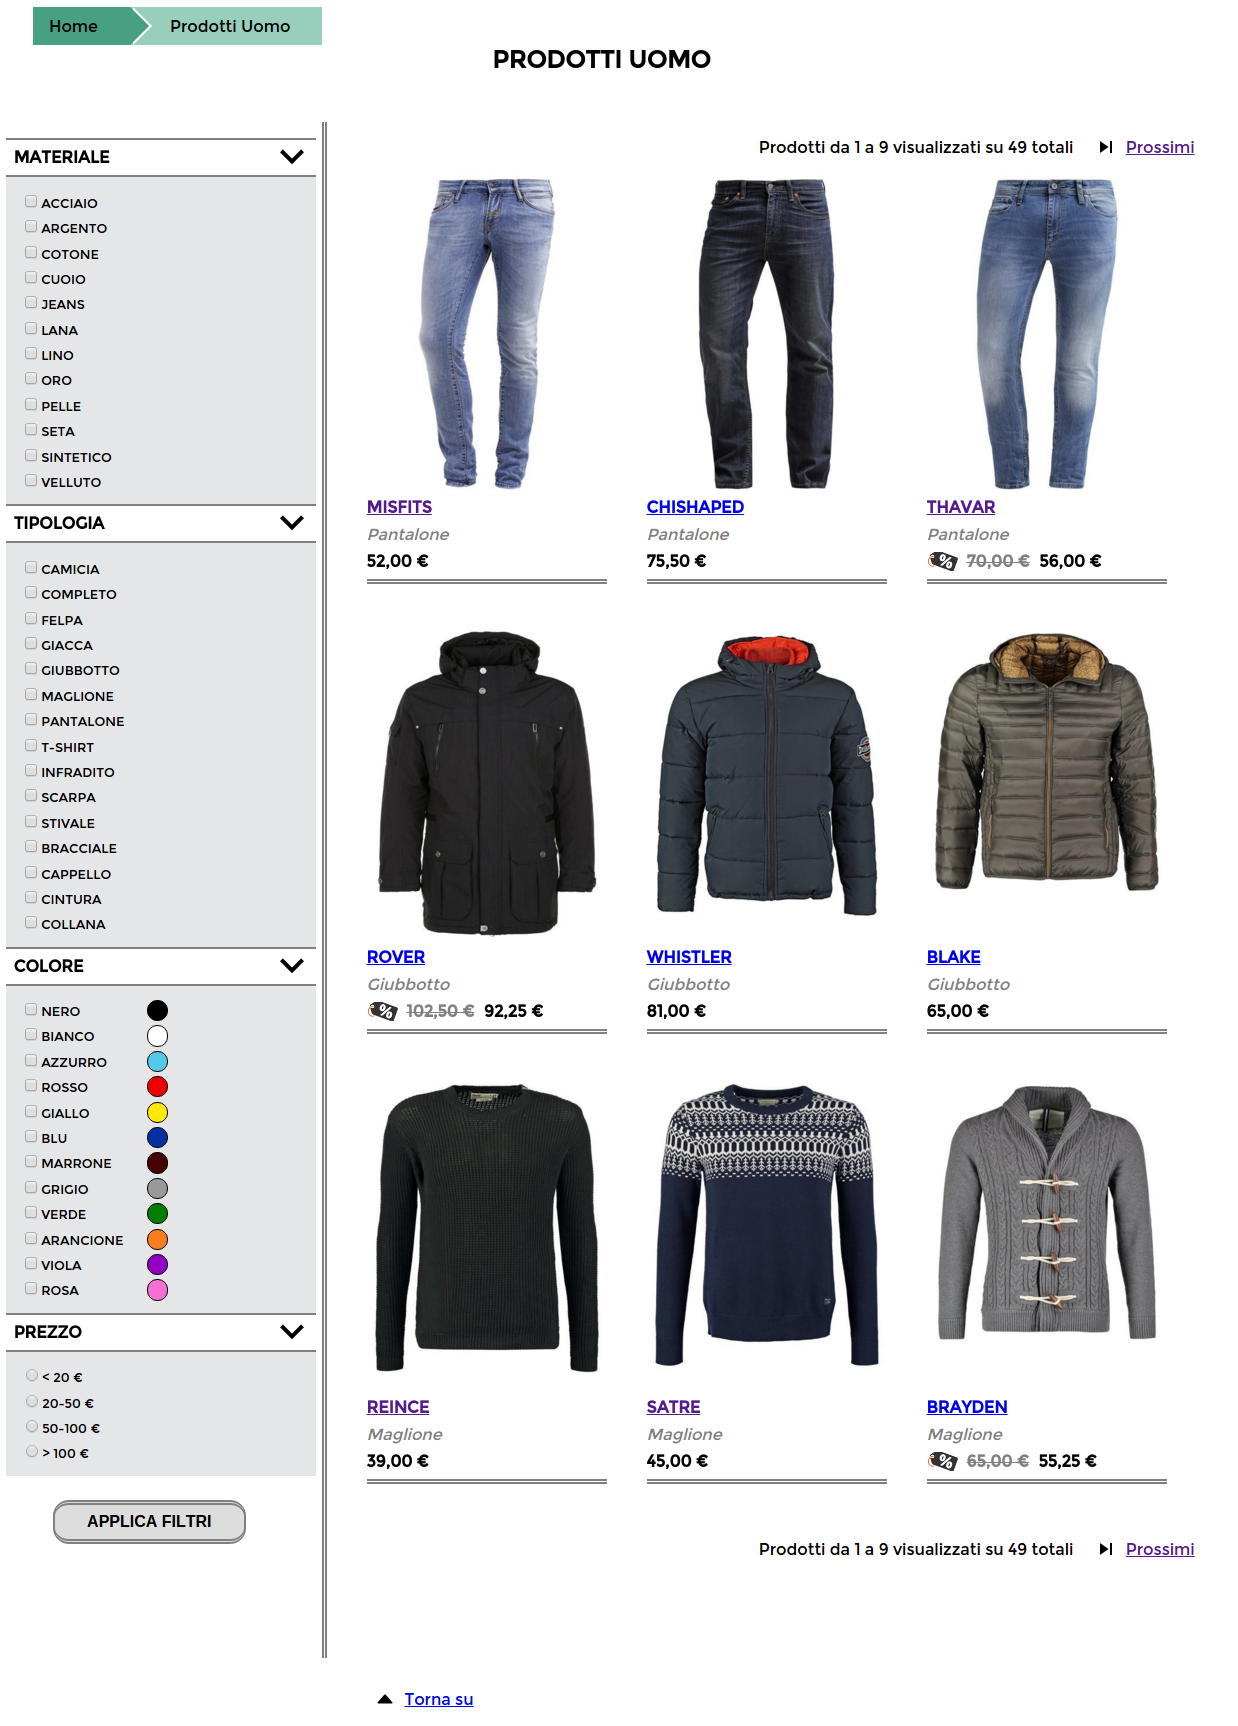 Home
Prodotti Uomo
PRODOTTI UOMO
MATERIALE
ACCIAIO
ARGENTO
COTONE
CUOIO
JEANS
LANA
LINO
ORO
PELLE
SETA
SINTETICO
VELLUTO
TIPOLOGIA
CAMICIA
COMPLETO
FELPA
GIACCA
GIUBBOTTO
MAGLIONE
PANTALONE
T-SHIRT
INFRADITO
SCARPA
STIVALE
BRACCIALE
CAPPELLO
CINTURA
COLLANA
COLORE
NERO
BIANCO
AZZURRO
ROSSO
GIALLO
BLU
MARRONE
GRIGIO
VERDE
ARANCIONE
VIOLA
ROSA
PREZZO
< 20 €
20-50 €
50-100 €
> 100 €
APPLICA FILTRI
Prodotti da 1 a 9 visualizzati su 49 totali Prossimi
MISFITS
Pantalone
52,00 €
CHISHAPED
Pantalone
75,50 €
THAVAR
Pantalone
% 70,00 € 56,00 €
ROVER
Giubbotto
% 102,50 € 92,25 €
WHISTLER
Giubbotto
81,00 €
BLAKE
Giubbotto
65,00 €
REINCE
Maglione
39,00 €
SATRE
Maglione
45,00 €
BRAYDEN
Maglione
% 65,00 € 55,25 €
Prodotti da 1 a 9 visualizzati su 49 totali Prossimi
Torna su